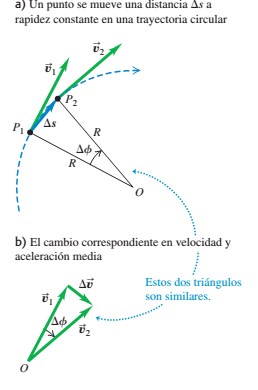 a) Un punto se mueve una distancia Δs a
rapidez constante en una trayectoria circular
v⃗₁
v⃗₂
P₂
P₁
Δs
R
Δϕ
R
O
b) El cambio correspondiente en velocidad y
aceleración media
Estos dos triángulos
son similares.
Δv⃗
v⃗₁
Δϕ
v⃗₂
O